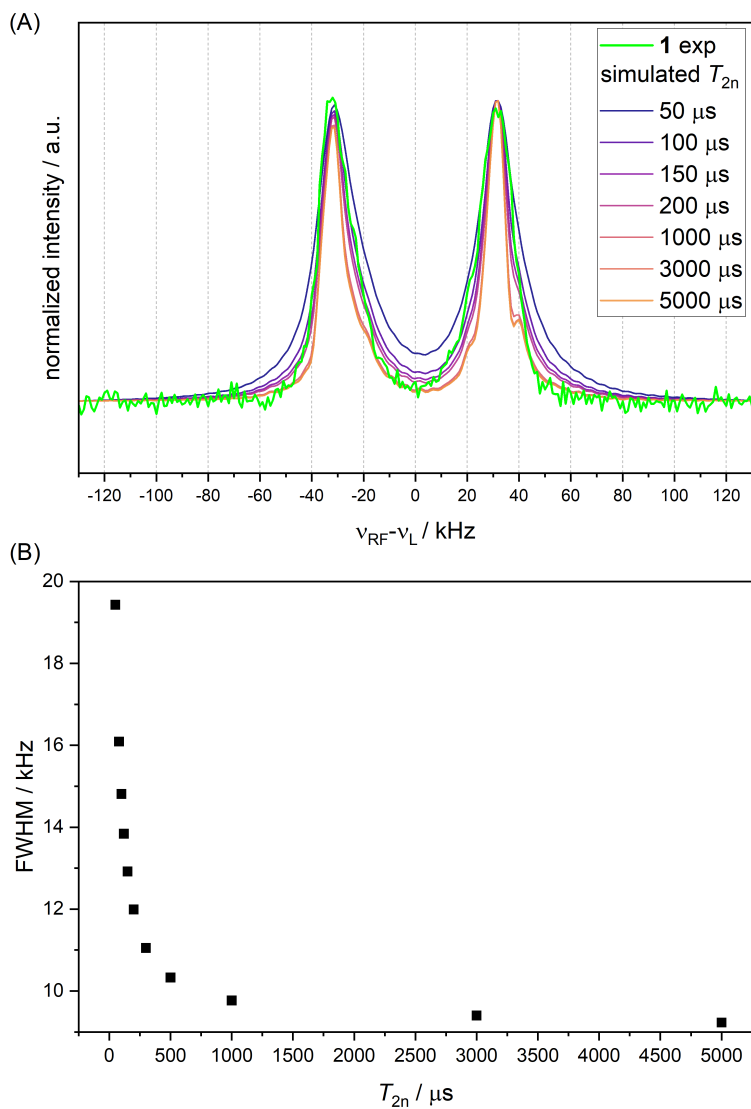 (A)
1 exp
simulated T2n
50 μs
100 μs
150 μs
200 μs
1000 μs
3000 μs
5000 μs
normalized intensity / a.u.
-120 -100 -80 -60 -40 -20 0 20 40 60 80 100 120
νRF-νL / kHz
(B)
20
18
16
14
12
10
FWHM / kHz
0 500 1000 1500 2000 2500 3000 3500 4000 4500 5000
T2n / μs